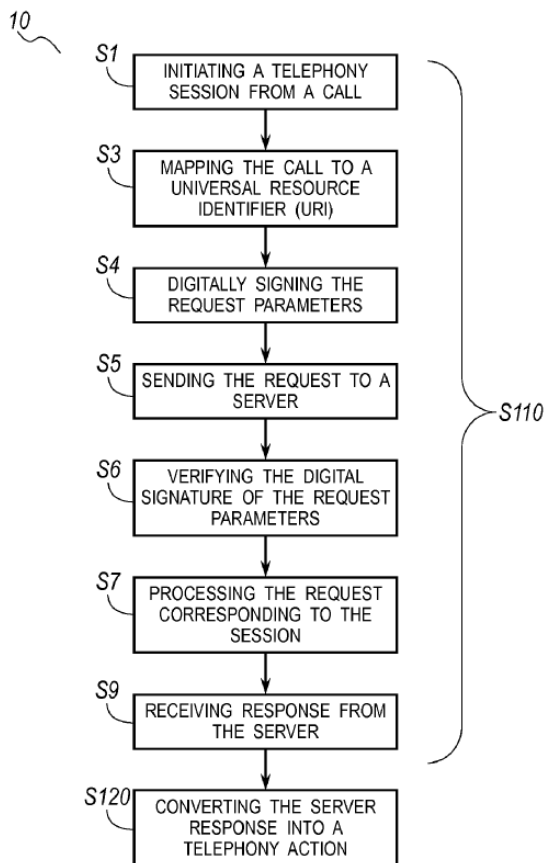 10
S1
INITIATING A TELEPHONY
SESSION FROM A CALL
S3
MAPPING THE CALL TO A
UNIVERSAL RESOURCE
IDENTIFIER (URI)
S4
DIGITALLY SIGNING THE
REQUEST PARAMETERS
S5
SENDING THE REQUEST TO A
SERVER
S110
S6
VERIFYING THE DIGITAL
SIGNATURE OF THE REQUEST
PARAMETERS
S7
PROCESSING THE REQUEST
CORRESPONDING TO THE
SESSION
S9
RECEIVING RESPONSE FROM
THE SERVER
S120
CONVERTING THE SERVER
RESPONSE INTO A
TELEPHONY ACTION